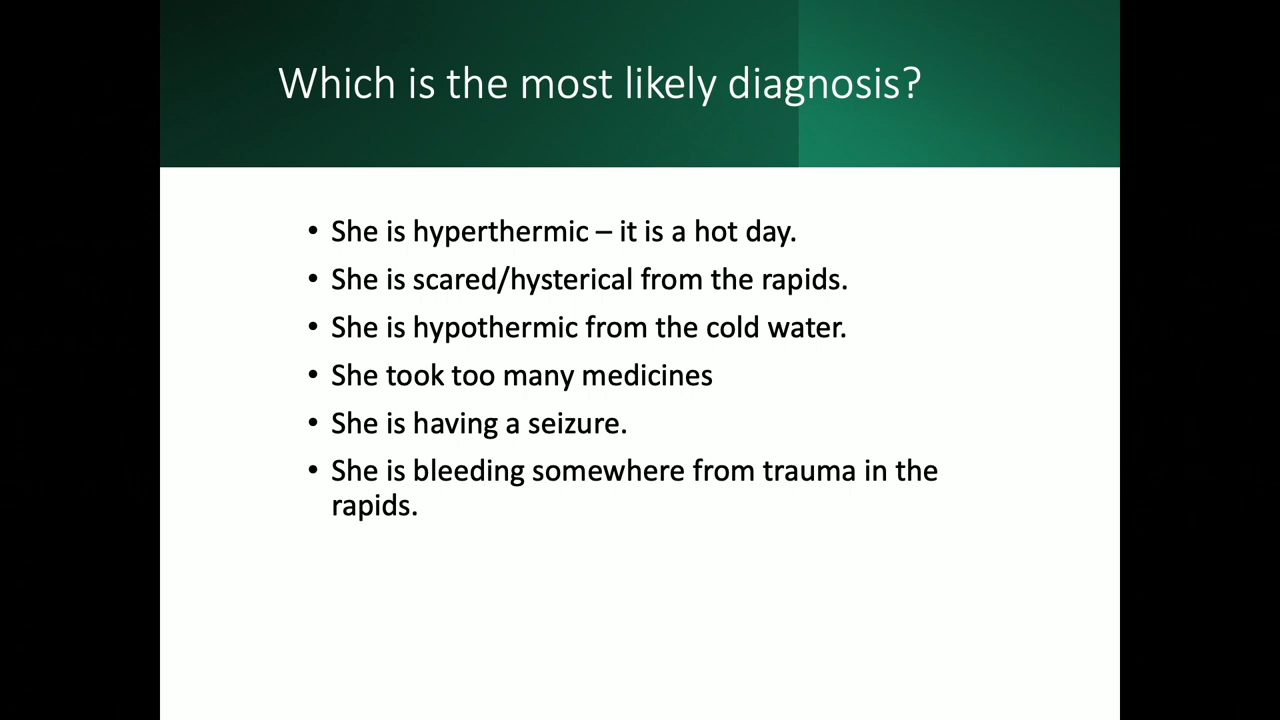 Which is the most likely diagnosis?
• She is hyperthermic – it is a hot day.
• She is scared/hysterical from the rapids.
• She is hypothermic from the cold water.
• She took too many medicines
• She is having a seizure.
• She is bleeding somewhere from trauma in the
rapids.